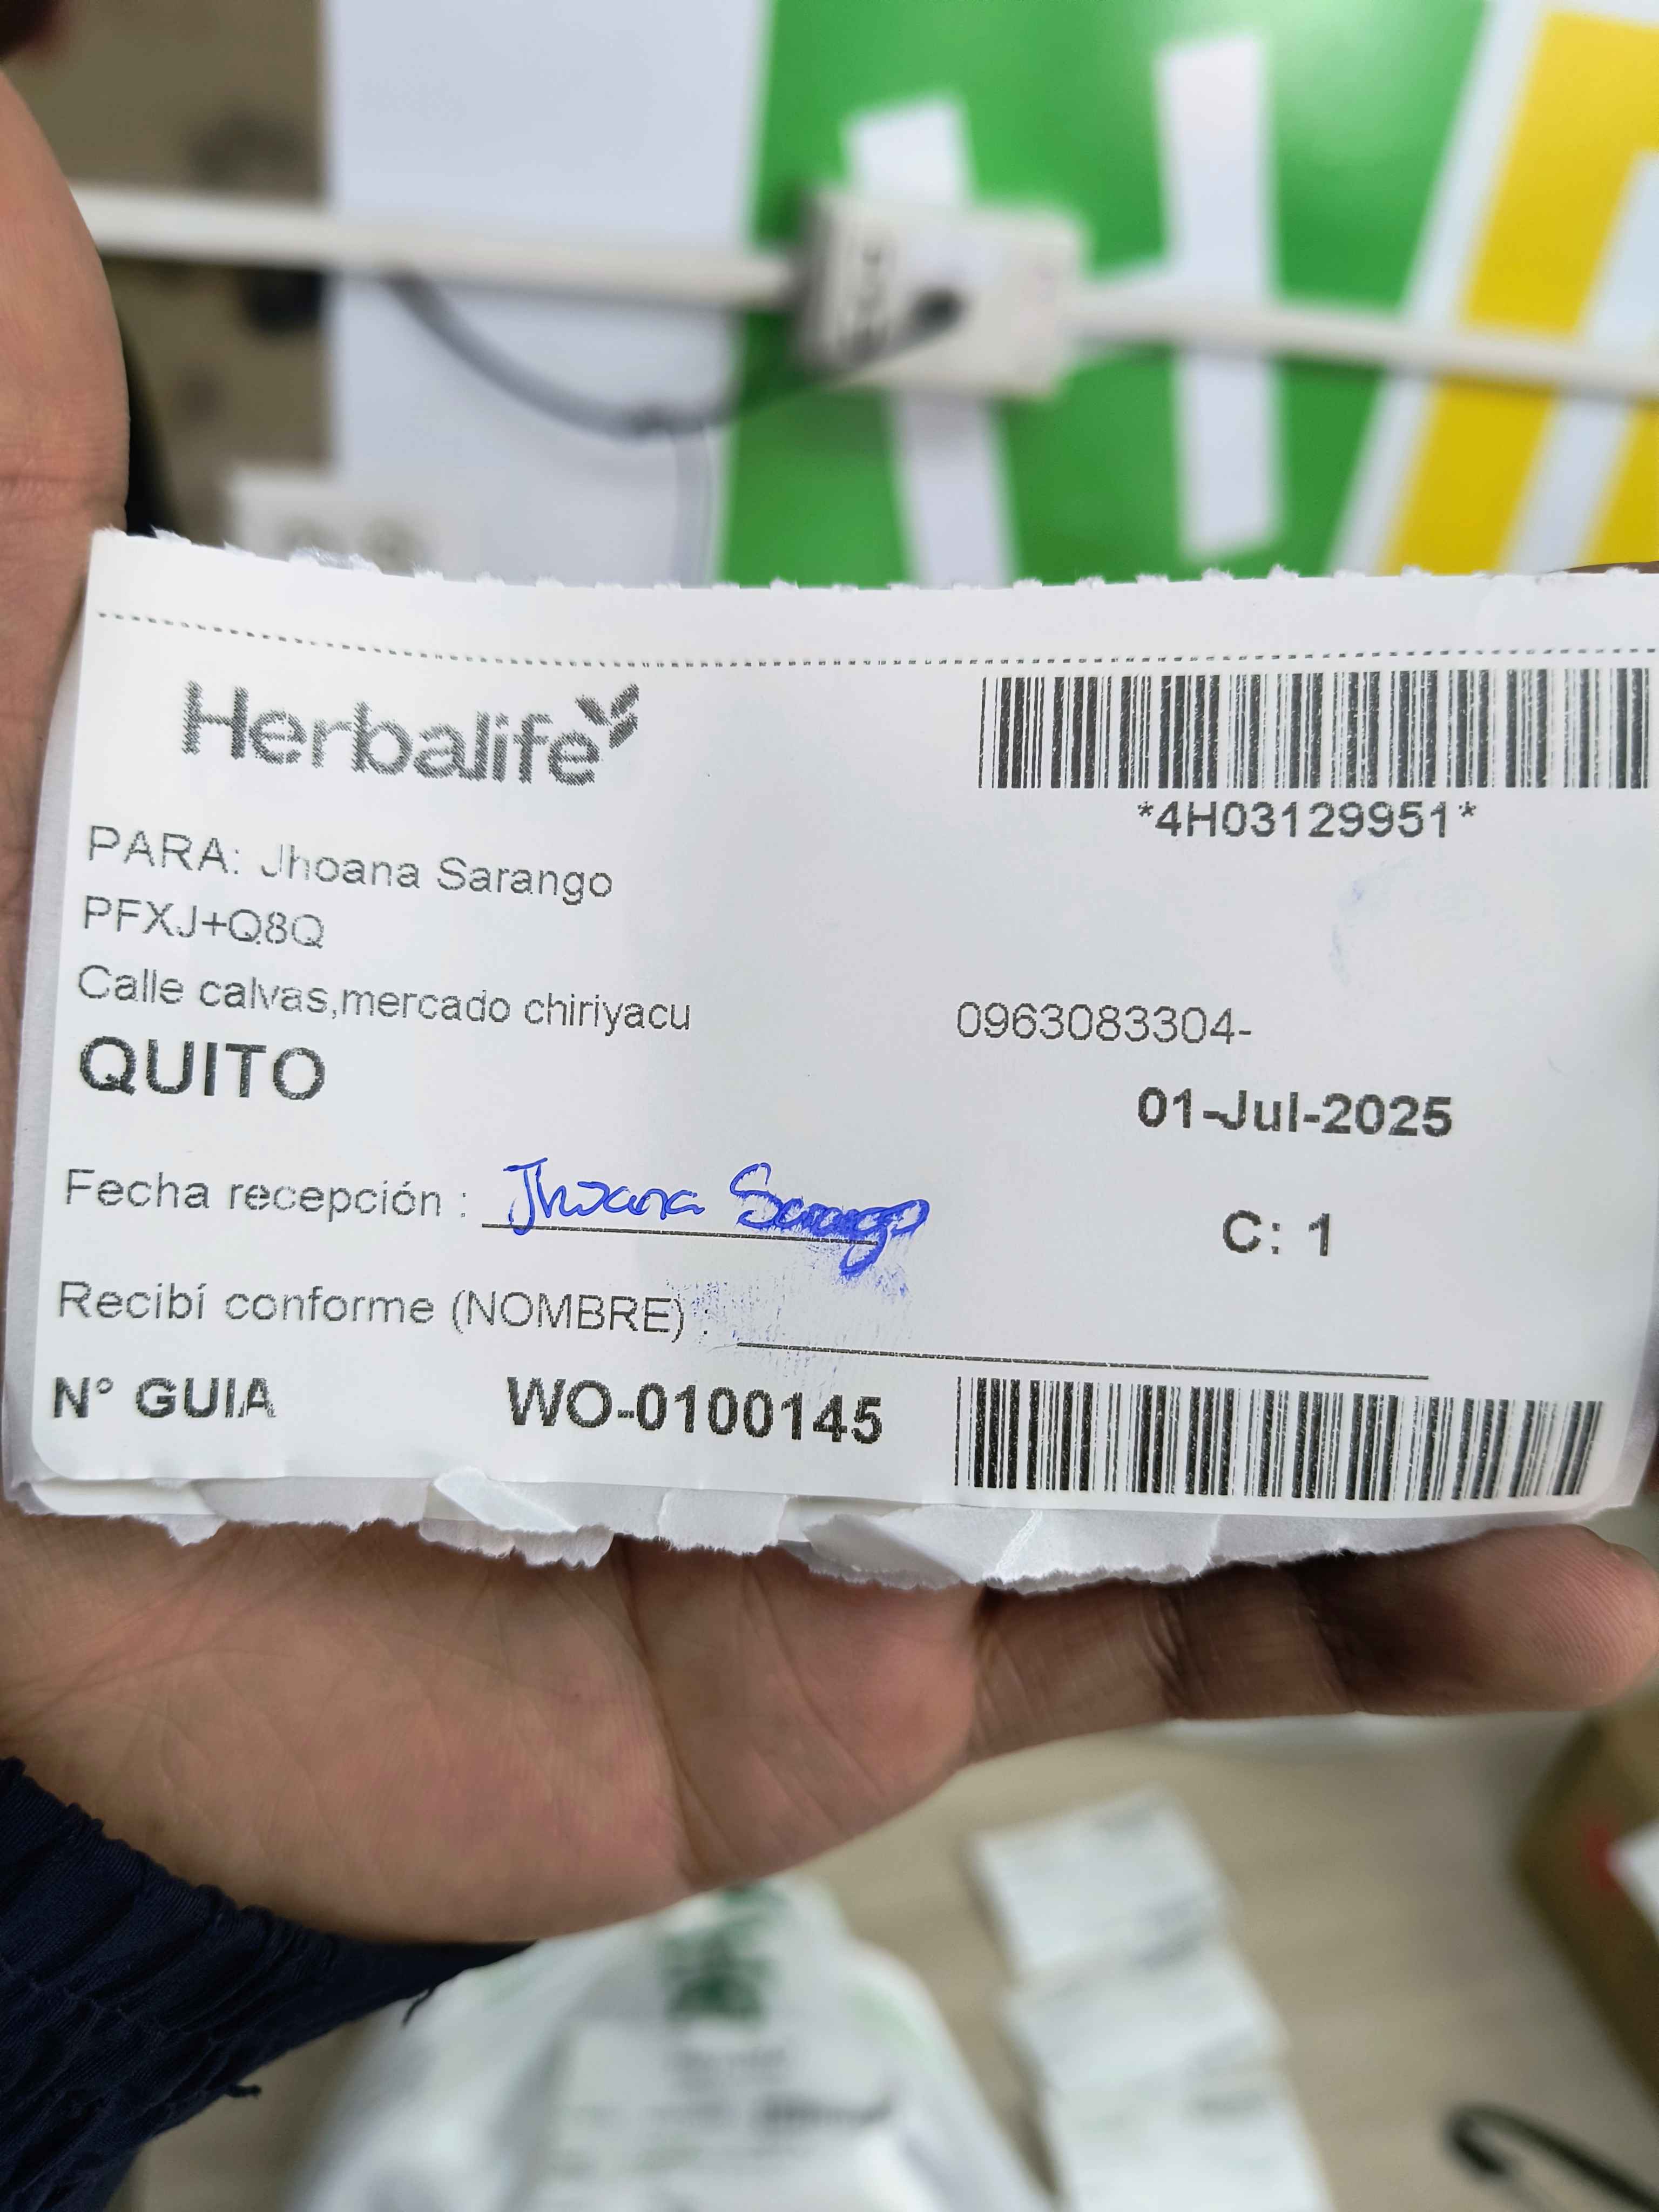 Herbalife
*4H03129951*
PARA: Jhoana Sarango
PFXJ+Q8Q
Calle calvas,mercado chiriyacu
0963083304-
QUITO
01-Jul-2025
Fecha recepción : Jhoana Sarango
C: 1
Recibí conforme (NOMBRE) :
N° GUIA WO-0100145